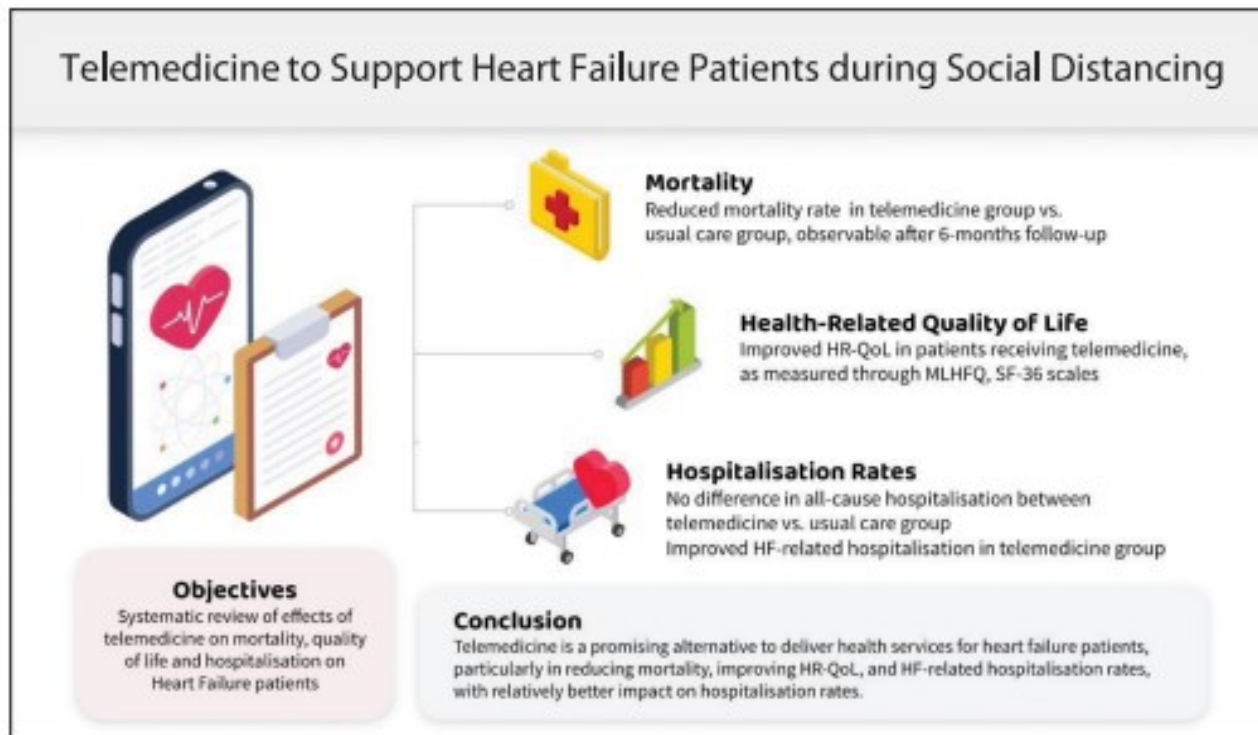 Telemedicine to Support Heart Failure Patients during Social Distancing
Mortality
Reduced mortality rate in telemedicine group vs.
usual care group, observable after 6-months follow-up
Health-Related Quality of Life
Improved HR-QoL in patients receiving telemedicine,
as measured through MLHFQ, SF-36 scales
Hospitalisation Rates
No difference in all-cause hospitalisation between
telemedicine vs. usual care group
Improved HF-related hospitalisation in telemedicine group
Objectives
Systematic review of effects of
telemedicine on mortality, quality
of life and hospitalisation on
Heart Failure patients
Conclusion
Telemedicine is a promising alternative to deliver health services for heart failure patients,
particularly in reducing mortality, improving HR-QoL, and HF-related hospitalisation rates,
with relatively better impact on hospitalisation rates.